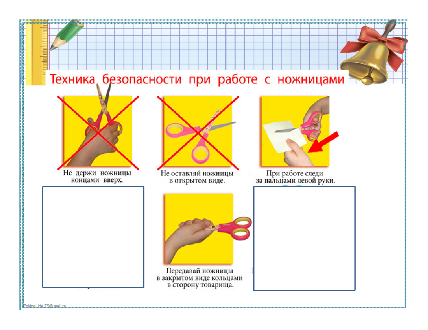 Техника безопасности при работе с ножницами
Не держи ножницы
концами вверх.
Не оставляй ножницы
в открытом виде.
При работе следи
за пальцами левой руки.
Передавай ножницы
в закрытом виде кольцами
в сторону товарища.